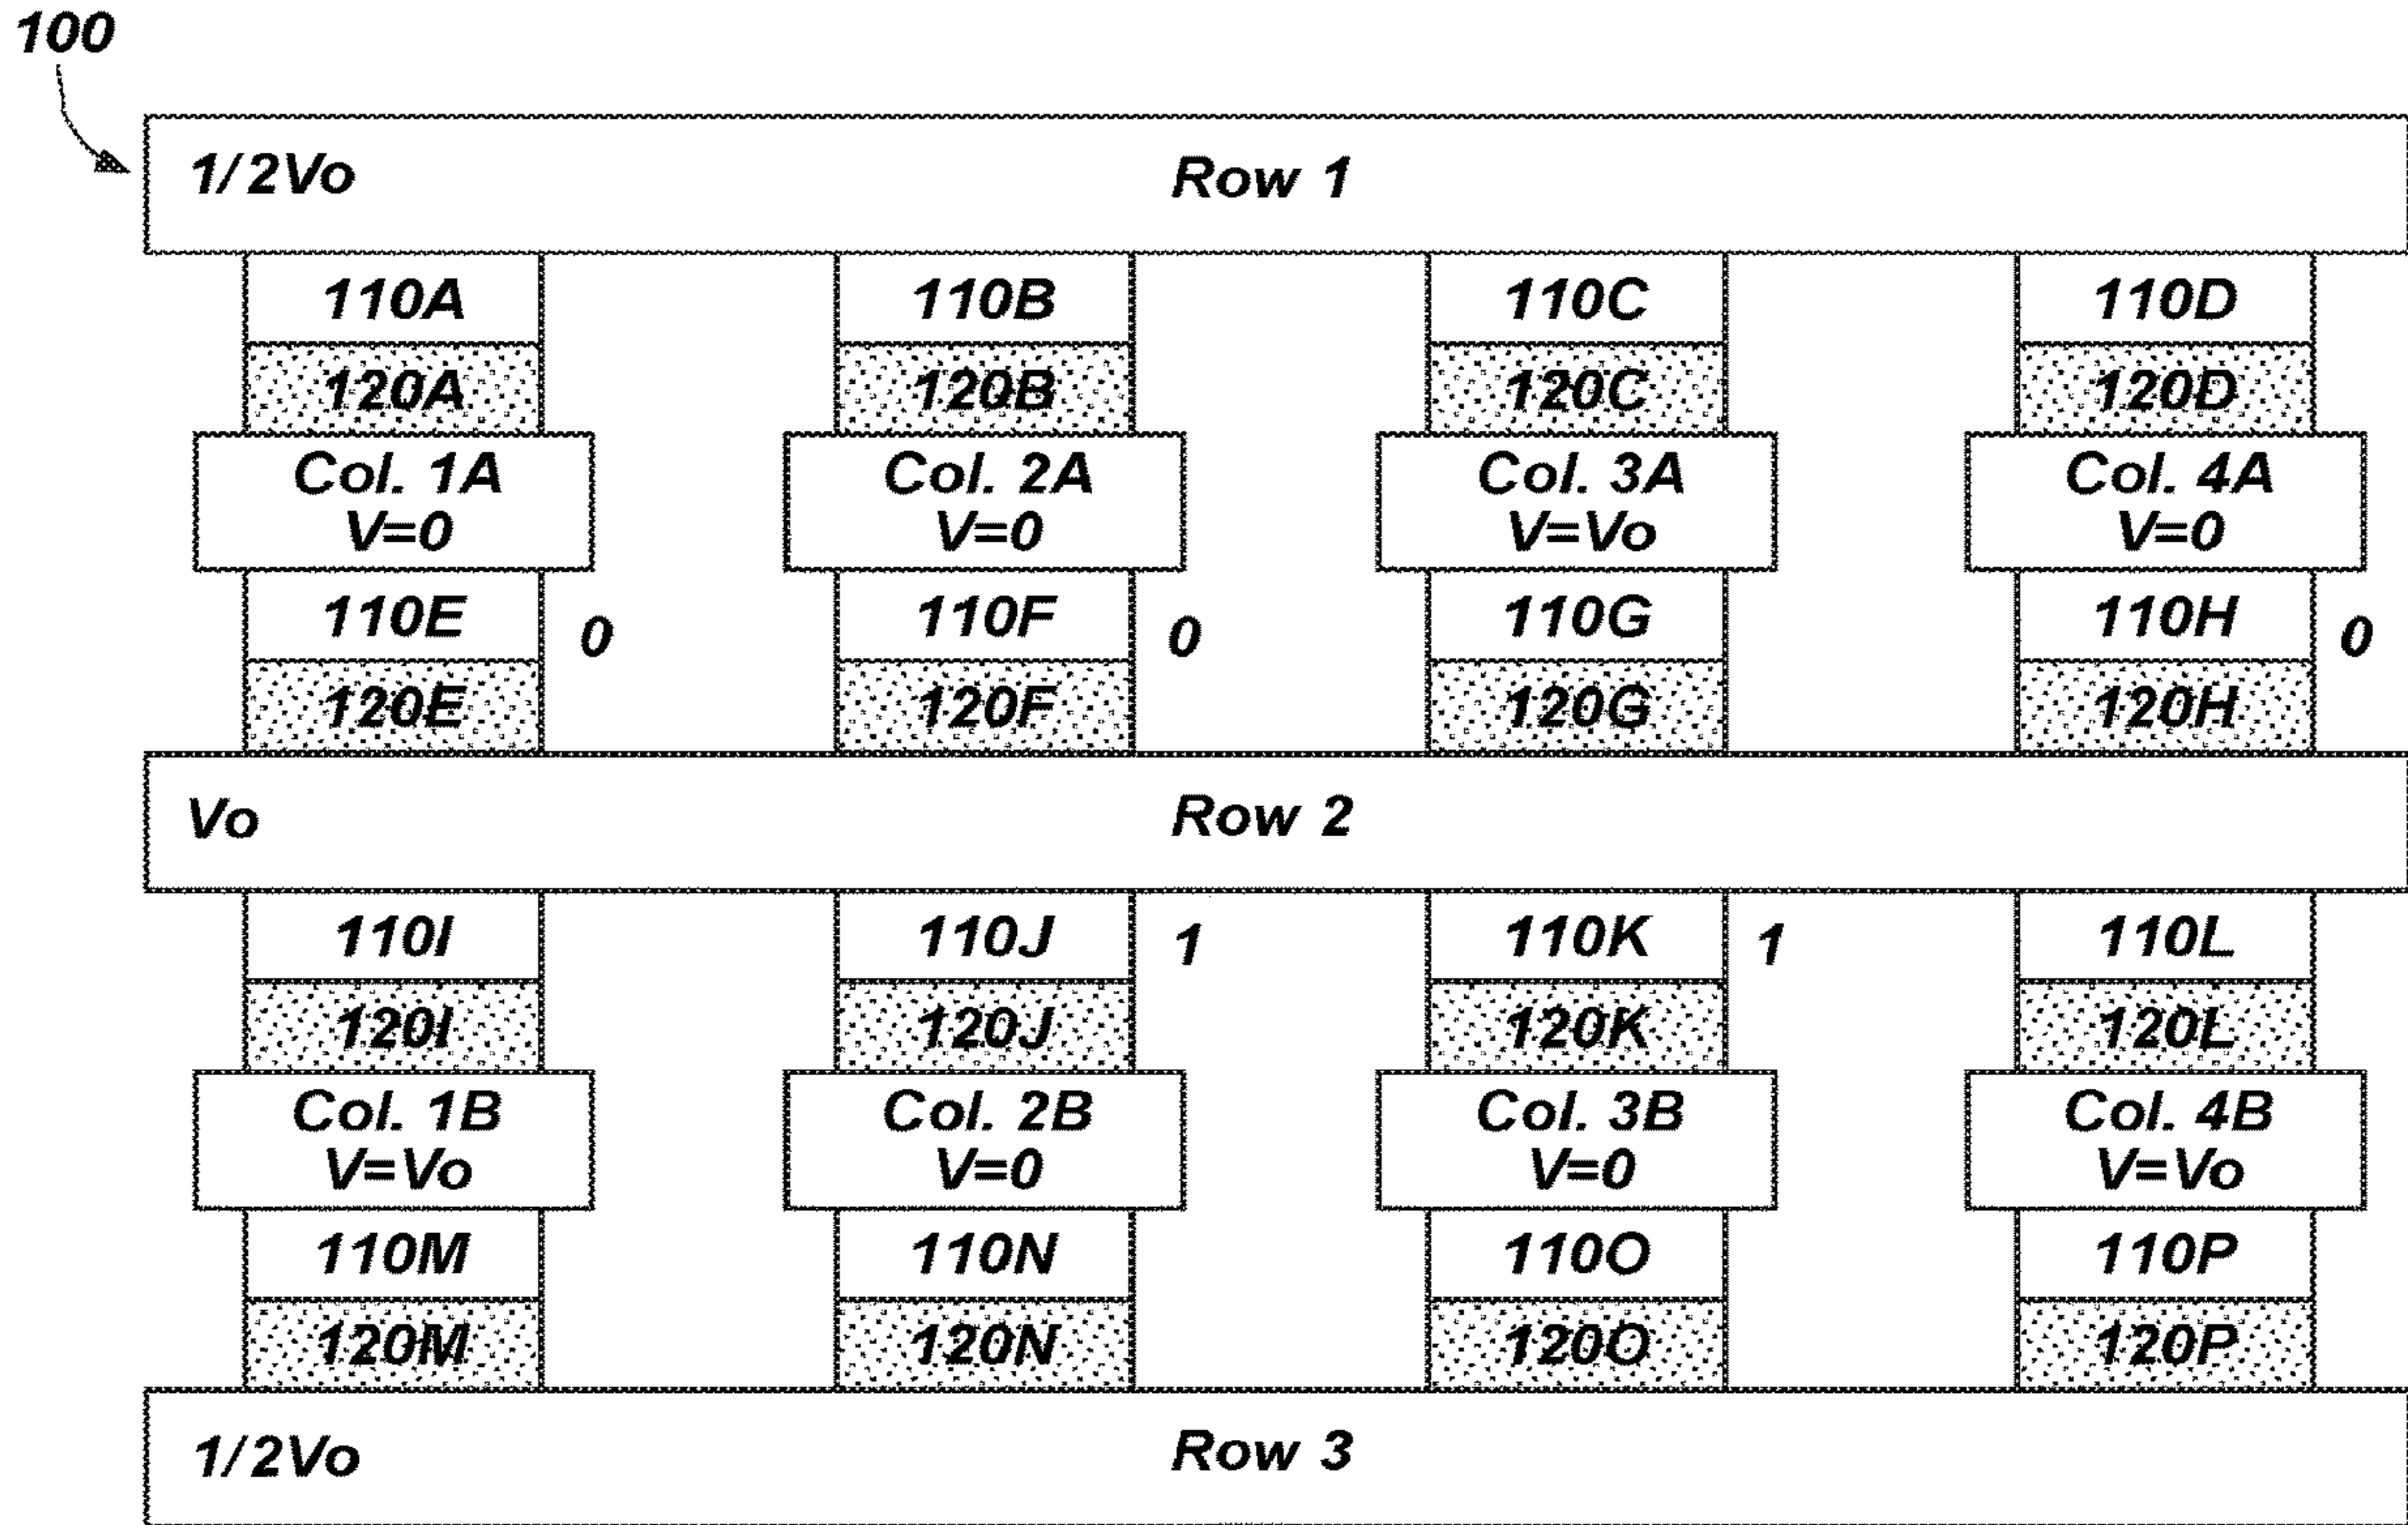 100
1/2Vo Row 1
110A 110B 110C 110D
120A 120B 120C 120D
Col. 1A Col. 2A Col. 3A Col. 4A
V=0 V=0 V=Vo V=0
110E 0 110F 0 110G 110H 0
120E 120F 120G 120H
Vo Row 2
110I 110J 1 110K 1 110L
120I 120J 120K 120L
Col. 1B Col. 2B Col. 3B Col. 4B
V=Vo V=0 V=0 V=Vo
110M 110N 110O 110P
120M 120N 120O 120P
1/2Vo Row 3